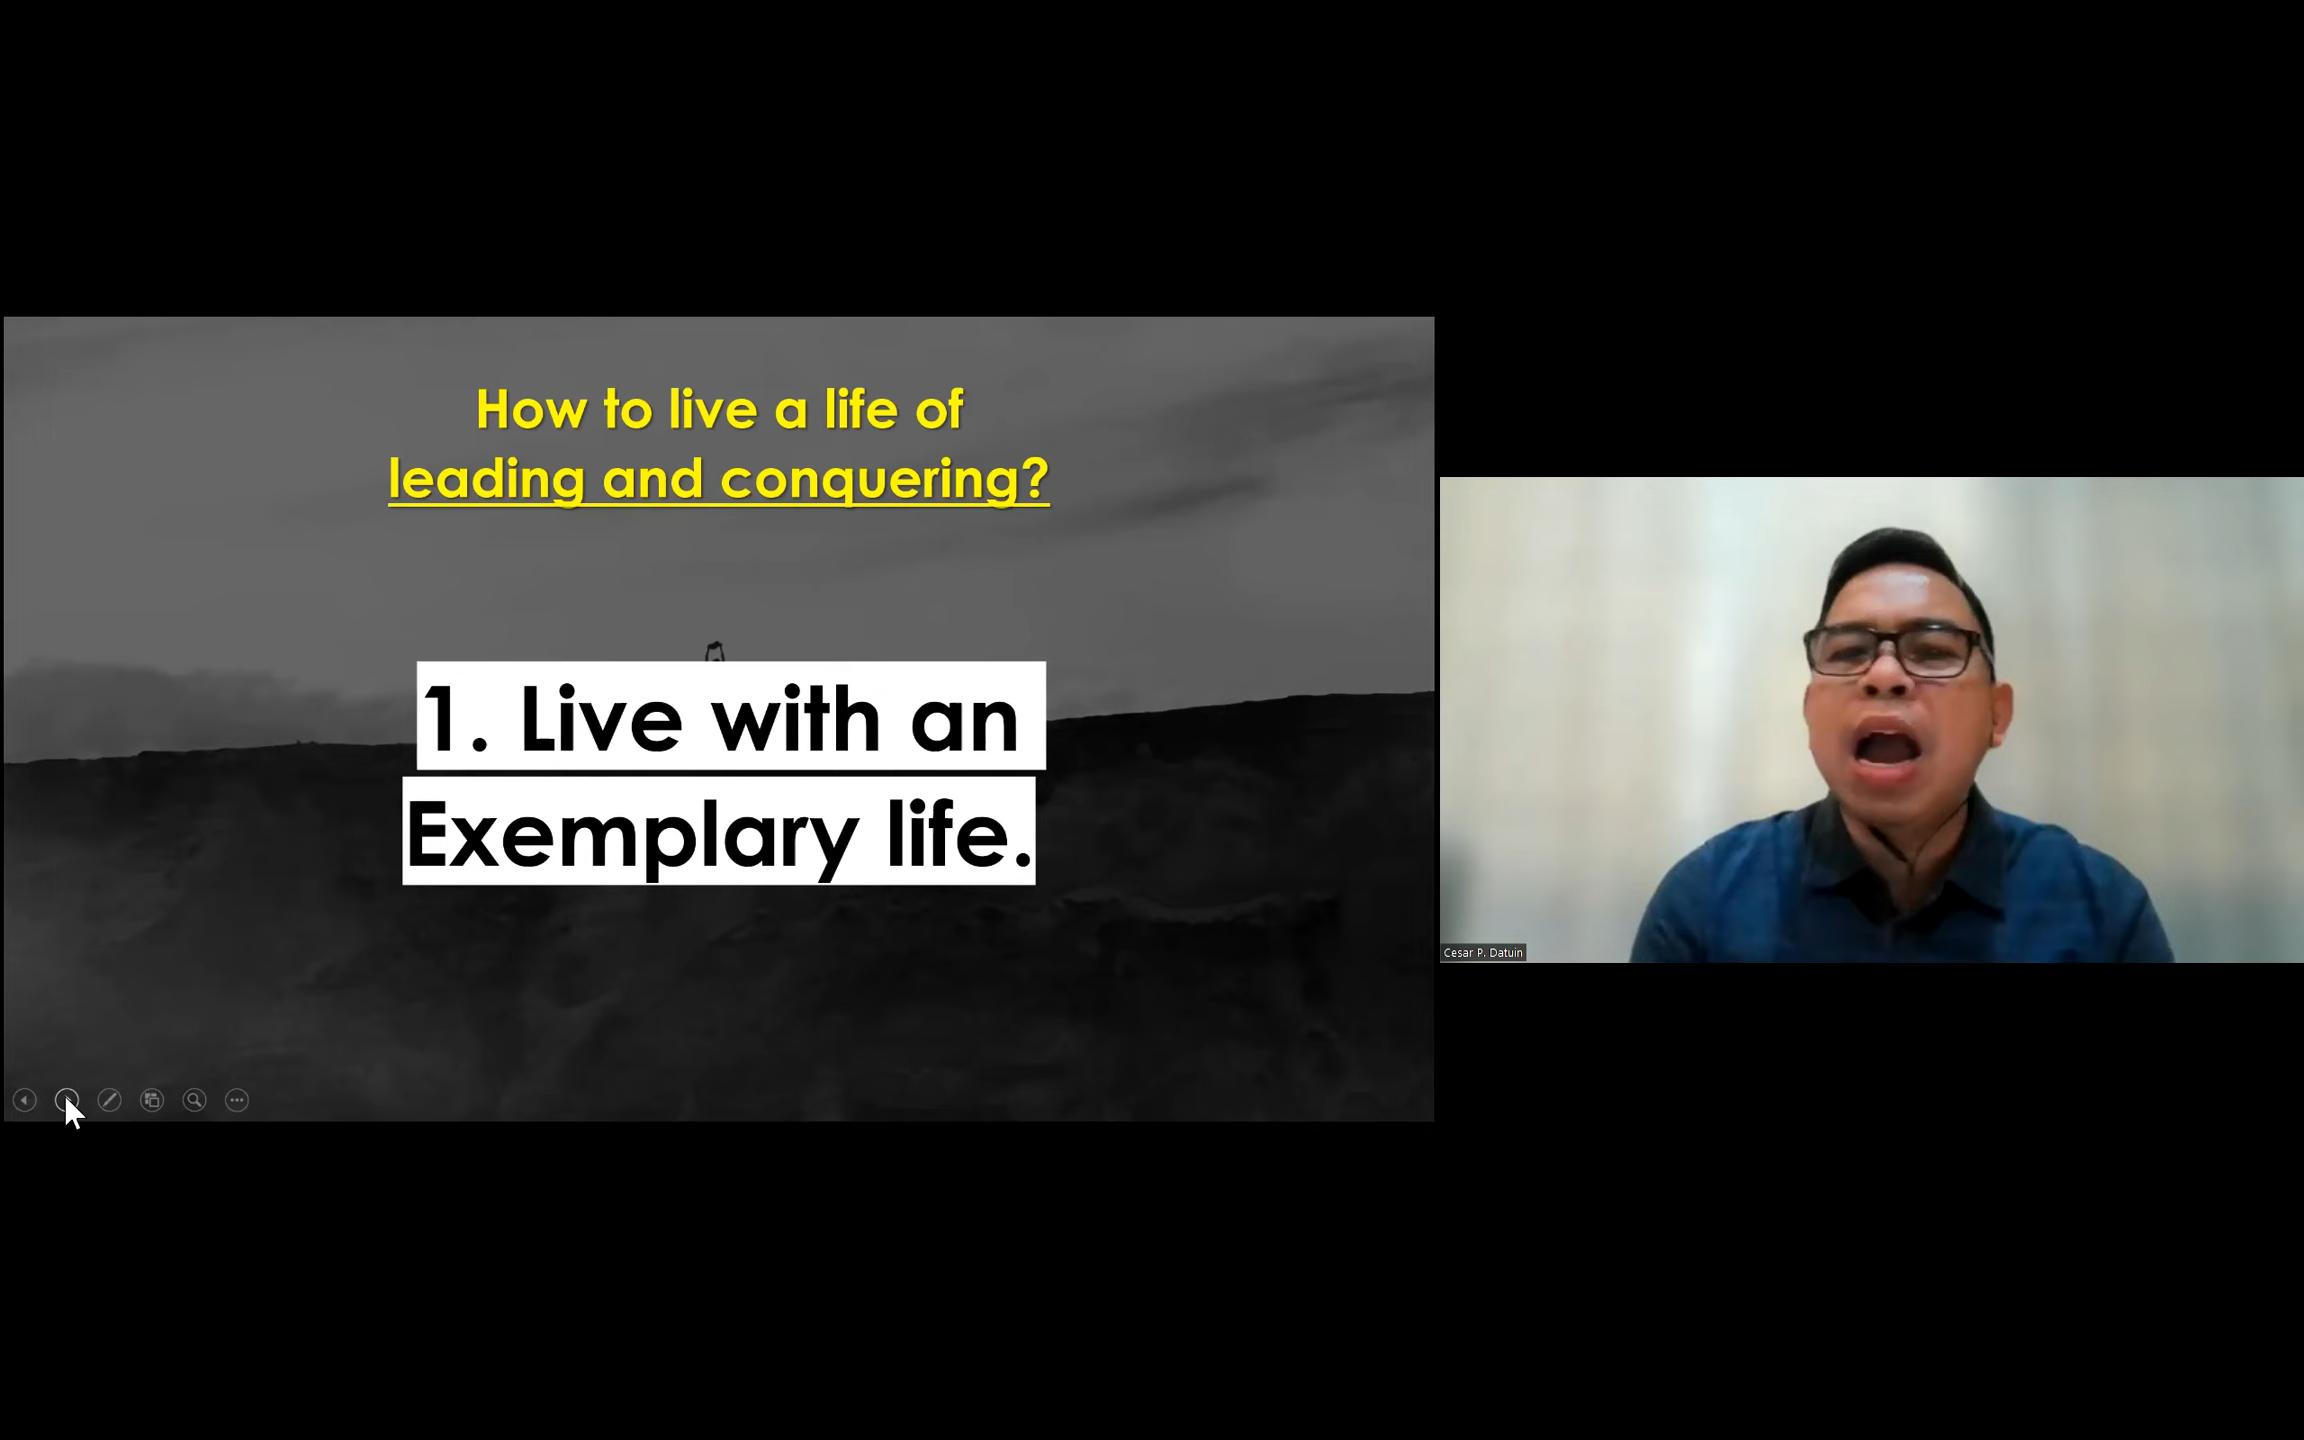 How to live a life of
leading and conquering?
1. Live with an
Exemplary life.
Cesar P. Datuin